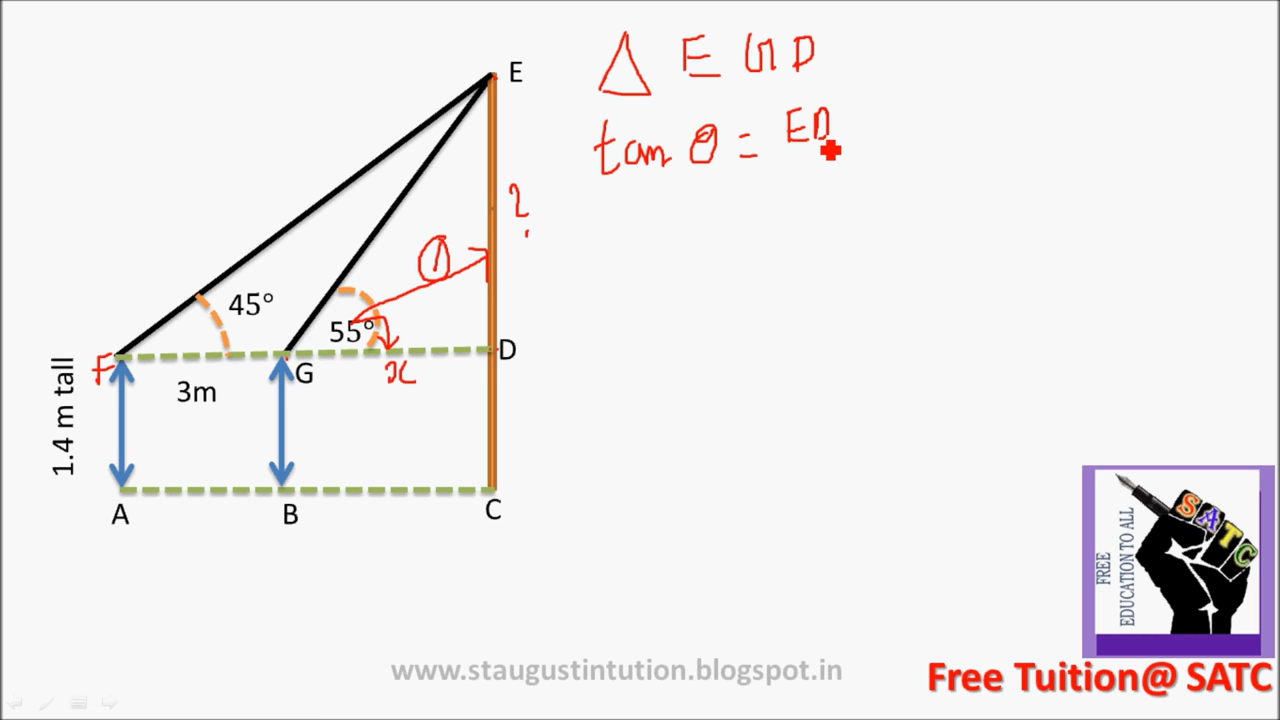 E
Δ E G D
tan θ = ED
?
1
45°
55°
D
F
G
x
3m
1.4 m tall
A
B
C
SATC
FREE
EDUCATION TO ALL
www.staugustintution.blogspot.in
Free Tuition@ SATC